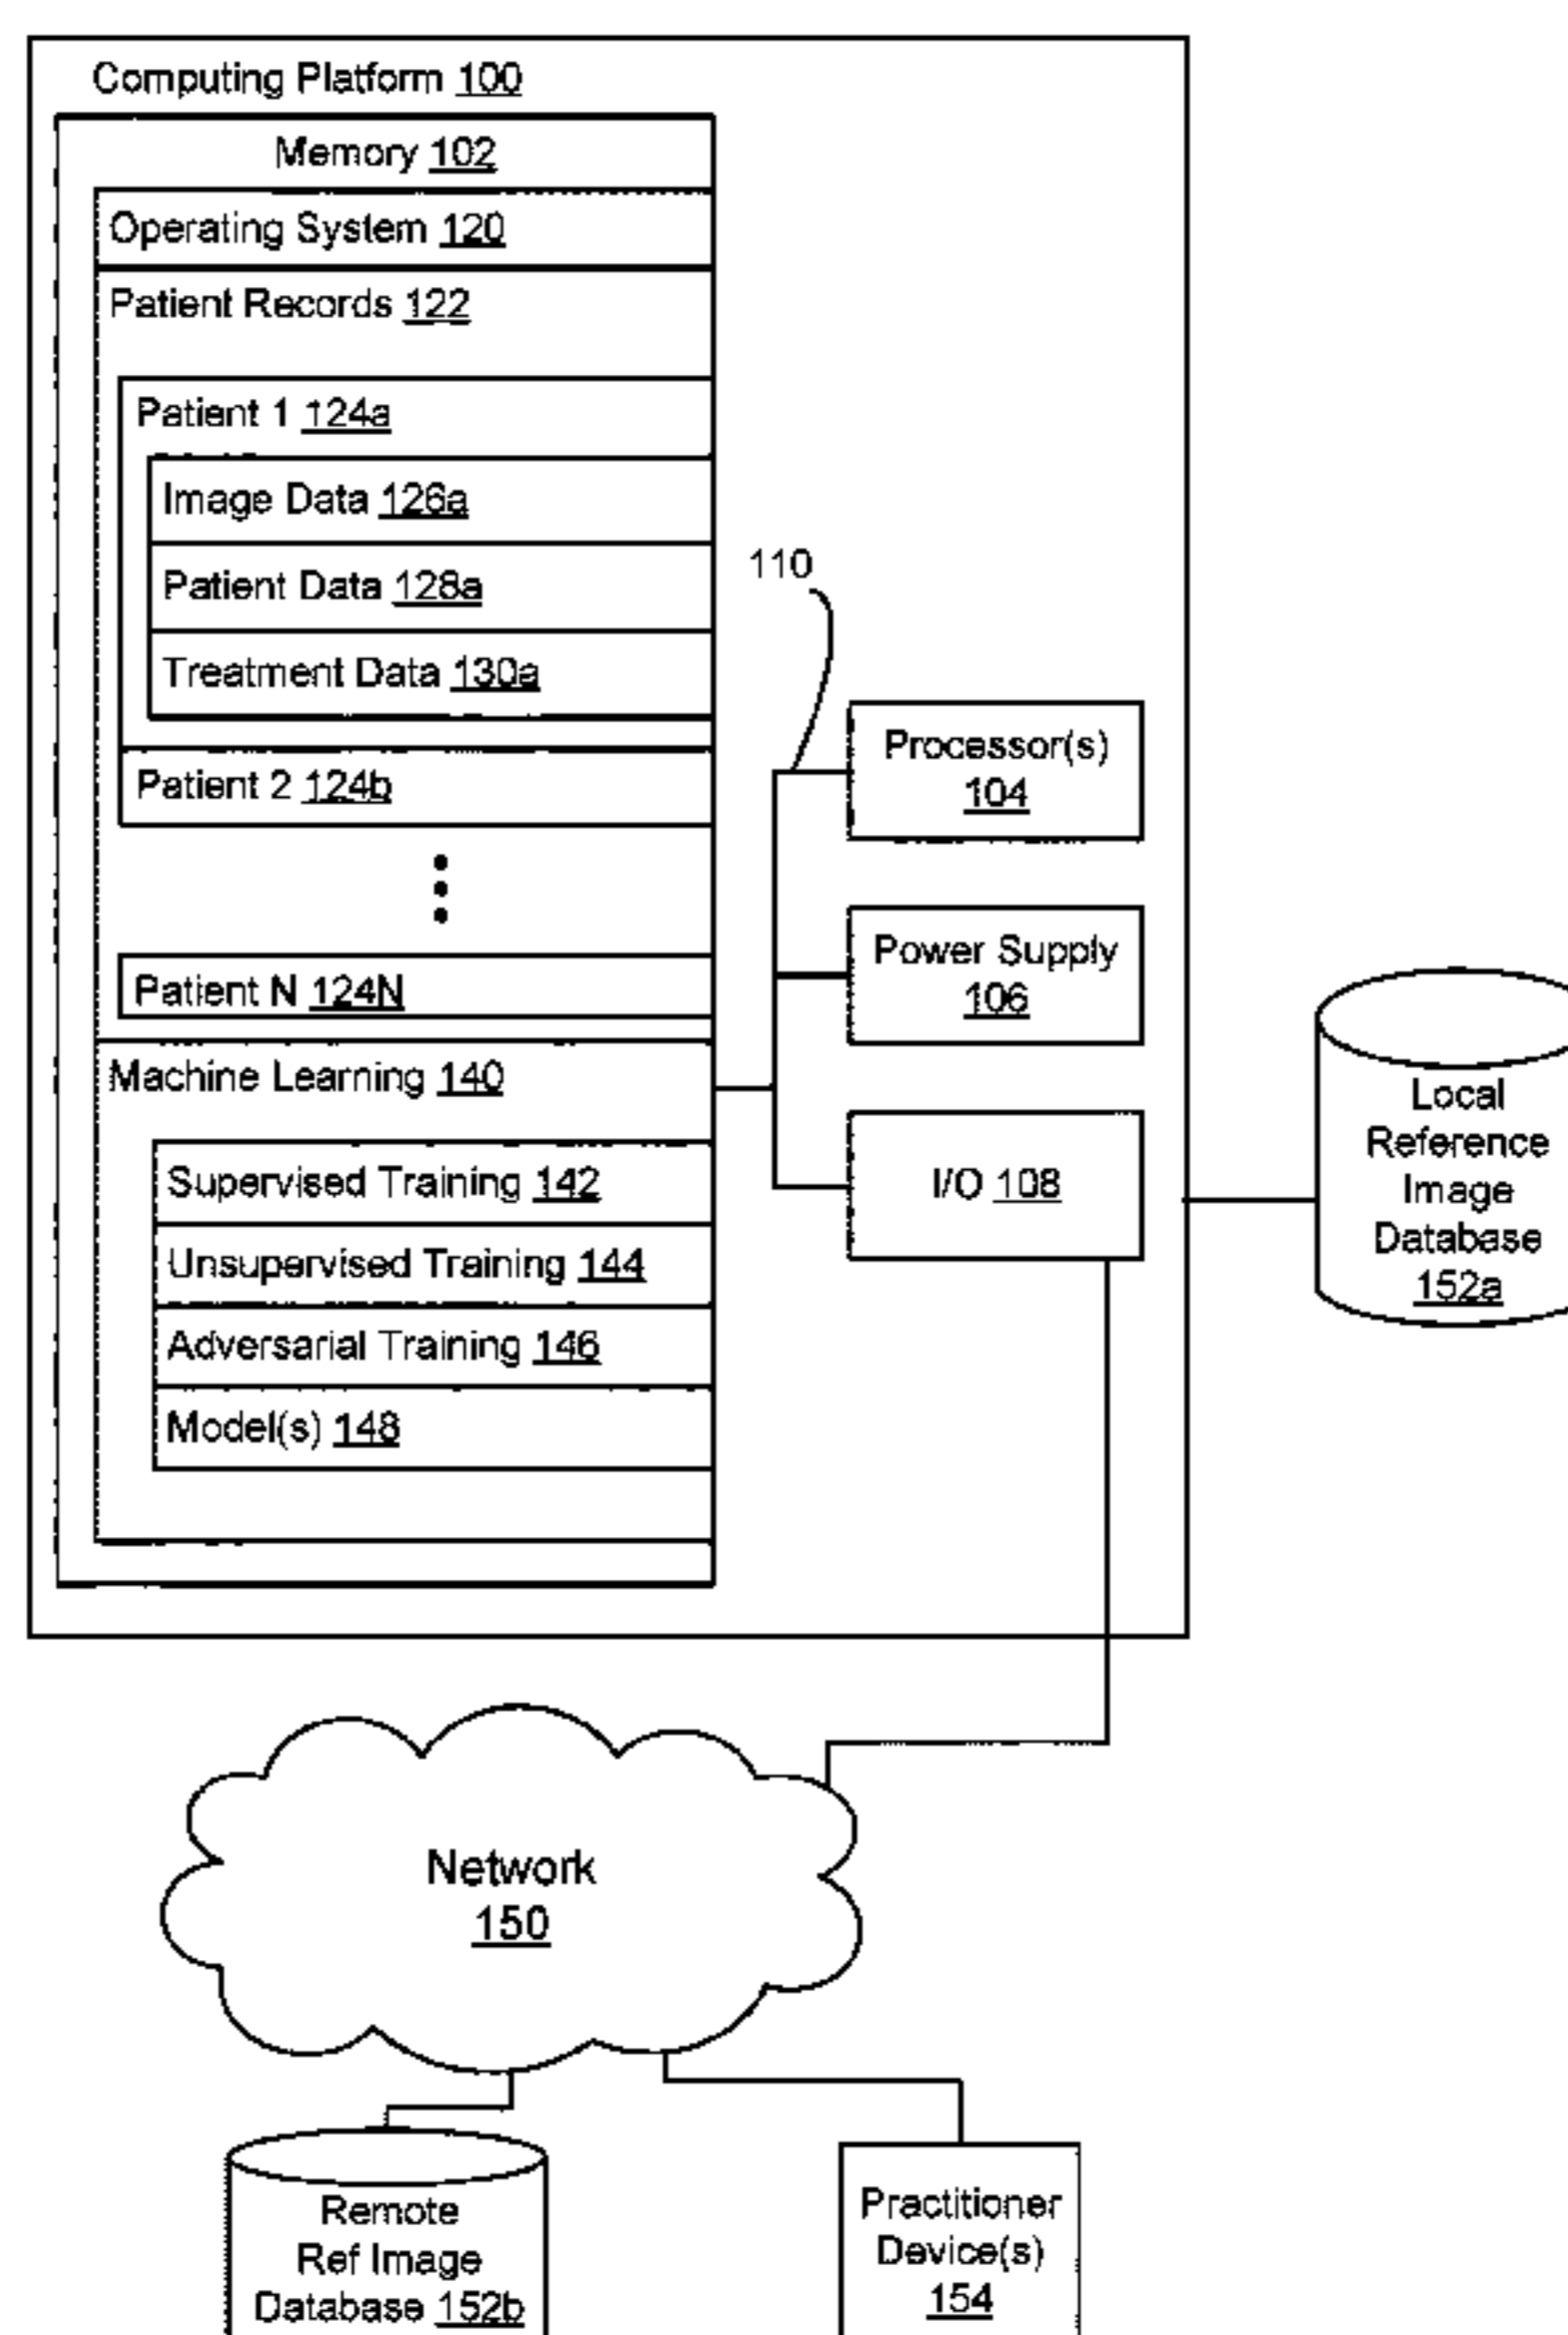 Computing Platform 100
Memory 102
Operating System 120
Patient Records 122
Patient 1 124a
Image Data 126a
Patient Data 128a
Treatment Data 130a
Patient 2 124b
Patient N 124N
Machine Learning 140
Supervised Training 142
Unsupervised Training 144
Adversarial Training 146
Model(s) 148
110
Processor(s)
104
Power Supply
106
I/O 108
Local
Reference
Image
Database
152a
Network
150
Remote
Ref Image
Database 152b
Practitioner
Device(s)
154